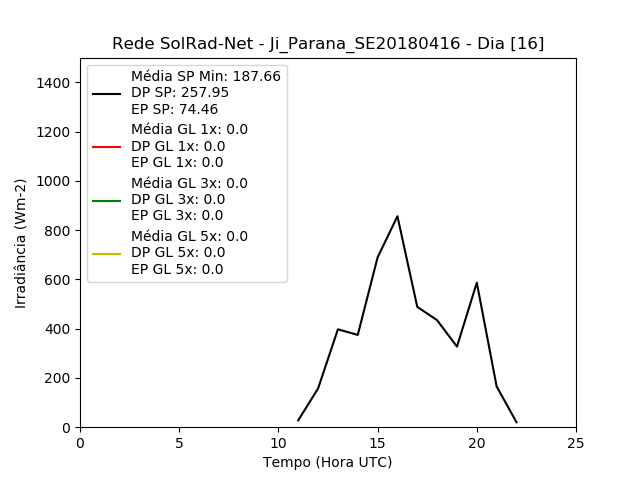 Rede SolRad-Net - Ji_Parana_SE20180416 - Dia [16]
Média SP Min: 187.66
DP SP: 257.95
EP SP: 74.46
Média GL 1x: 0.0
DP GL 1x: 0.0
EP GL 1x: 0.0
Média GL 3x: 0.0
DP GL 3x: 0.0
EP GL 3x: 0.0
Média GL 5x: 0.0
DP GL 5x: 0.0
EP GL 5x: 0.0
1400
1200
1000
800
600
400
200
0
Irradiância (Wm-2)
0 5 10 15 20 25
Tempo (Hora UTC)